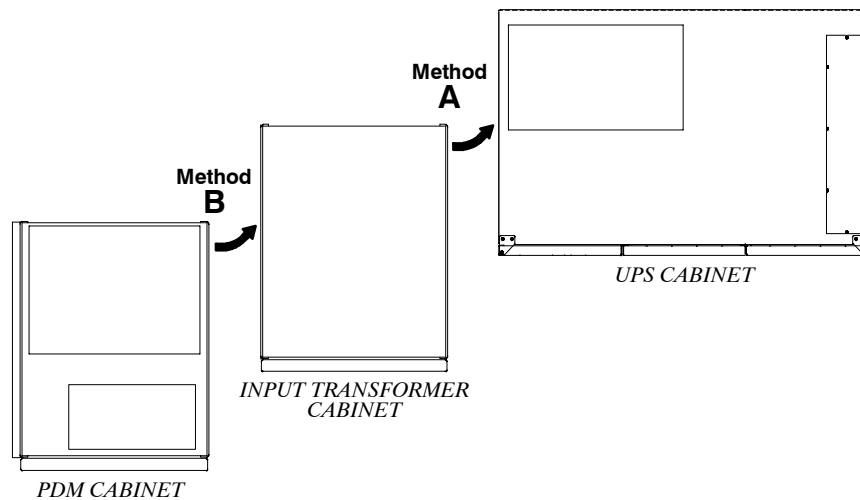 Method
A
UPS CABINET
Method
B
INPUT TRANSFORMER
CABINET
PDM CABINET